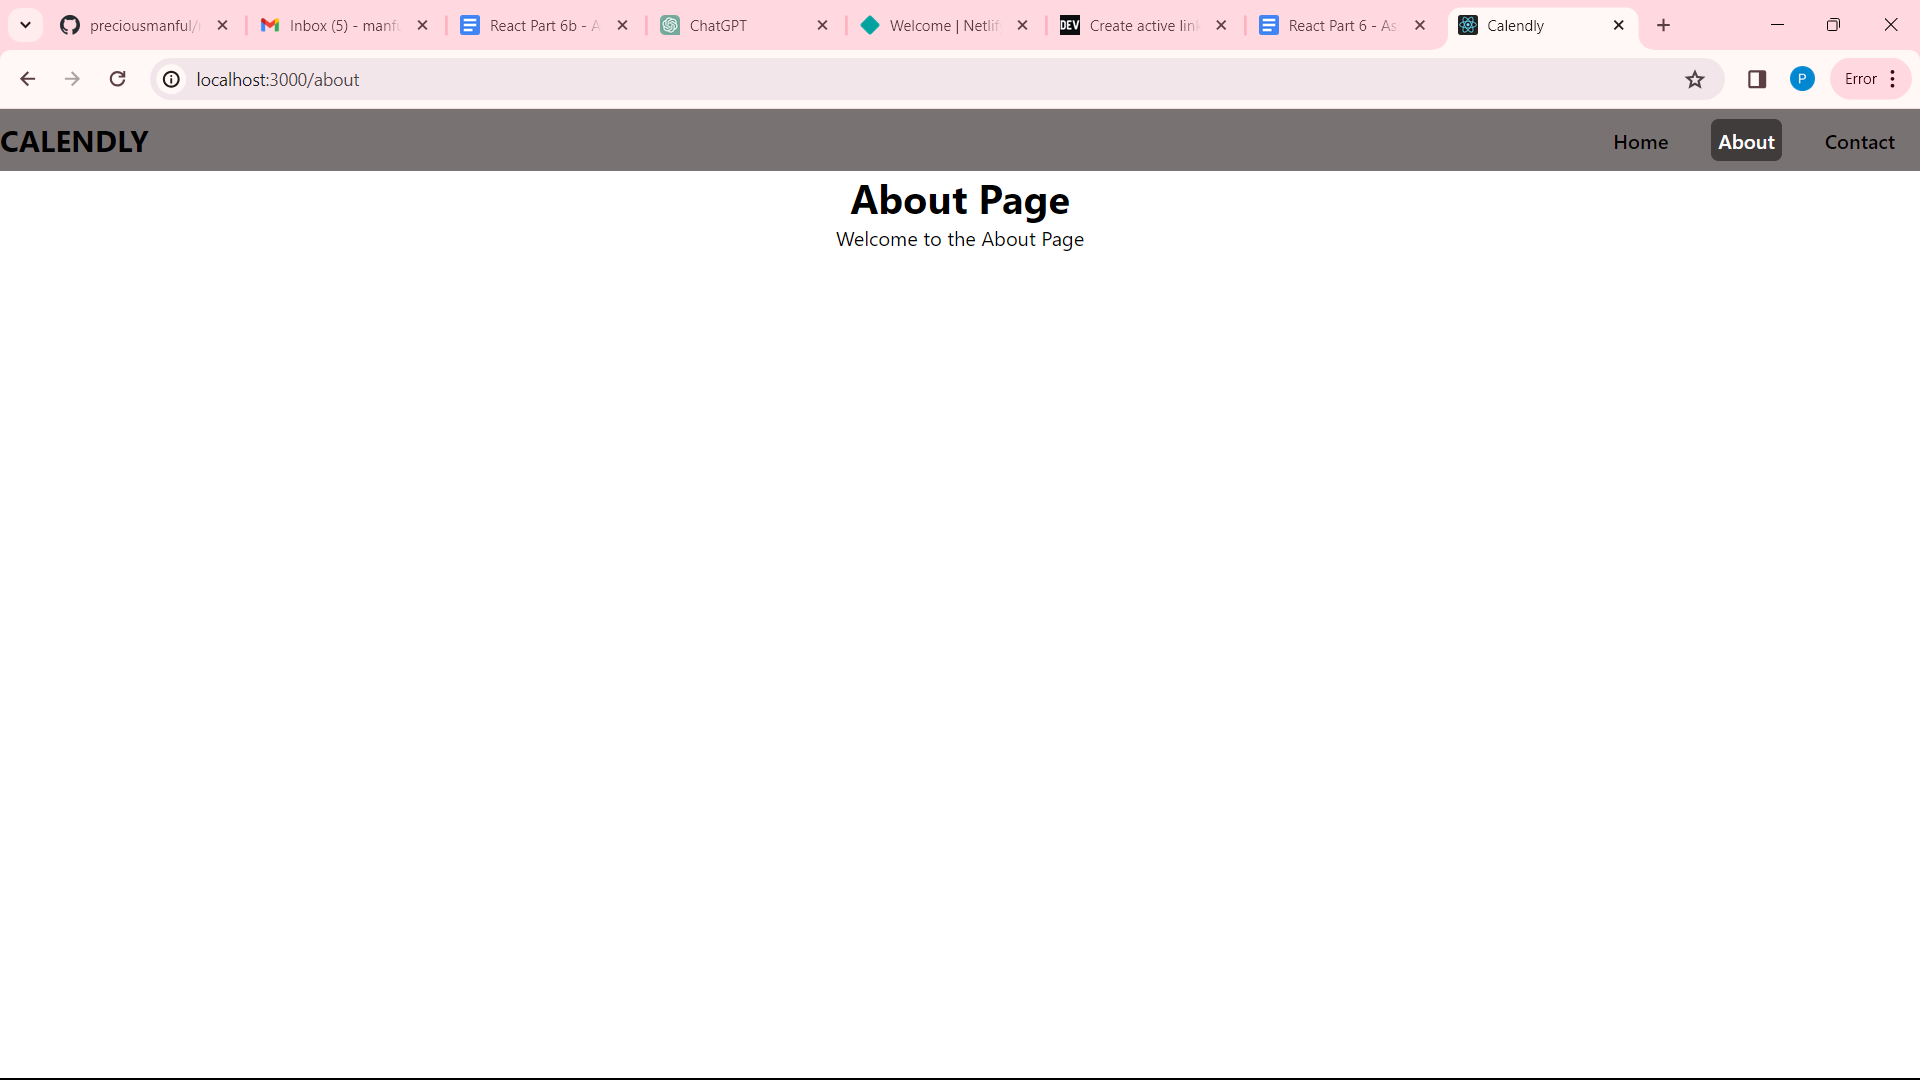 preciousmanful/
Inbox (5) - manfu
React Part 6b - A
ChatGPT
Welcome | Netlif
DEV
Create active link
React Part 6 - As
Calendly
localhost:3000/about
P
Error
CALENDLY
Home
About
Contact
About Page
Welcome to the About Page